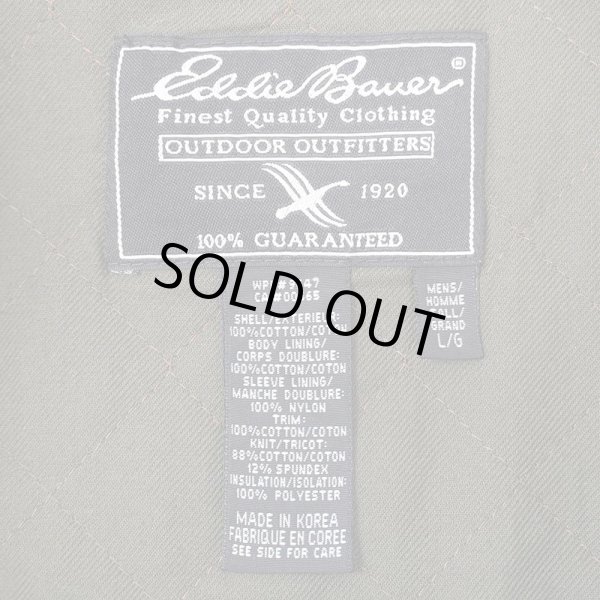 Eddie Bauer ®
Finest Quality Clothing
OUTDOOR OUTFITTERS
SINCE 1920
100% GUARANTEED
SOLD OUT
SHELL/EXTERIEUR:
100%COTTON/COTON
BODY LINING/
CORPS DOUBLURE:
100%COTTON/COTON
SLEEVE LINING/
MANCHE DOUBLURE:
100% NYLON
TRIM:
100%COTTON/COTON
KNIT/TRICOT:
88%COTTON/COTON
12% SPUNDEX
INSULATION/ISOLATION:
100% POLYESTER
MADE IN KOREA
FABRIQUE EN COREE
SEE SIDE FOR CARE
MENS/
HOMME
GRAND
L/G